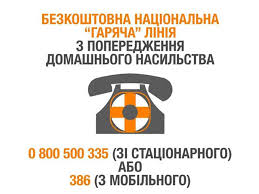 БЕЗКОШТОВНА НАЦІОНАЛЬНА
“ГАРЯЧА” ЛІНІЯ
З ПОПЕРЕДЖЕННЯ
ДОМАШНЬОГО НАСИЛЬСТВА
0 800 500 335 (ЗІ СТАЦІОНАРНОГО)
АБО
386 (З МОБІЛЬНОГО)